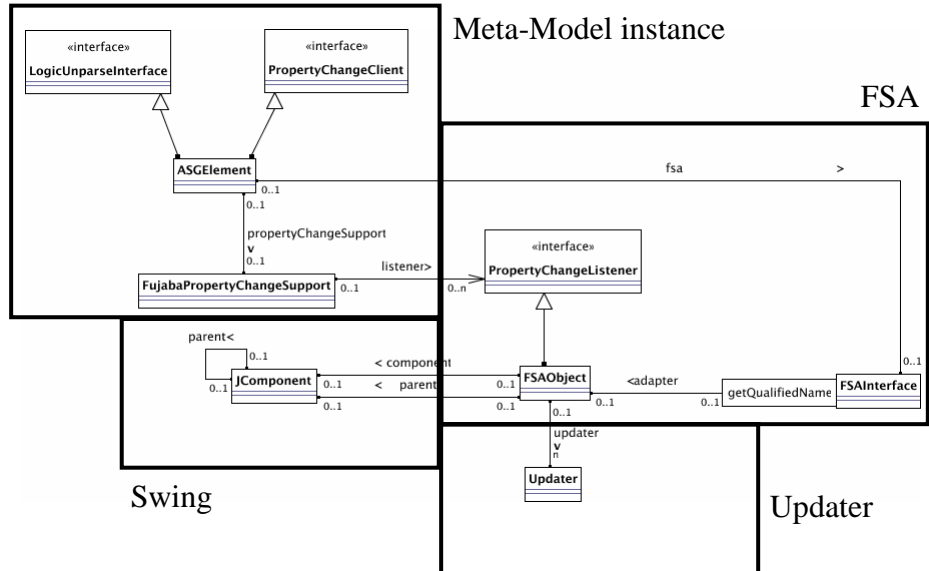 Meta-Model instance
«interface»
LogicUnparseInterface
«interface»
PropertyChangeClient
FSA
ASGElement
0..1
fsa >
0..1
propertyChangeSupport
v
0..1
«interface»
PropertyChangeListener
listener>
FujabaPropertyChangeSupport
0..1
0..n
parent<
0..1
0..1
JComponent
< component
0..1
0..1
< parent
0..1
0..1
FSAObject
<adapter
0..1
0..1
getQualifiedName
FSAInterface
0..1
0..1
updater
v
n
Updater
Swing
Updater